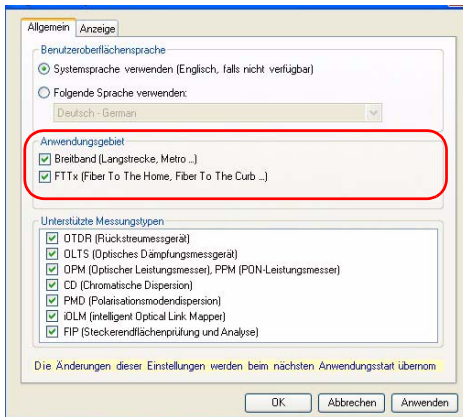 Allgemein Anzeige
Benutzeroberflächensprache
Systemsprache verwenden (Englisch, falls nicht verfügbar)
Folgende Sprache verwenden:
Deutsch - German
Anwendungsgebiet
Breitband (Langstrecke, Metro ...)
FTTx (Fiber To The Home, Fiber To The Curb ...)
Unterstützte Messungstypen
OTDR (Rückstreumessgerät)
OLTS (Optisches Dämpfungsmessgerät)
OPM (Optischer Leistungsmesser), PPM (PON-Leistungsmesser)
CD (Chromatische Dispersion)
PMD (Polarisationsmodendispersion)
iOLM (intelligent Optical Link Mapper)
FIP (Steckerendflächenprüfung und Analyse)
Die Änderungen dieser Einstellungen werden beim nächsten Anwendungsstart übernom
OK Abbrechen Anwenden